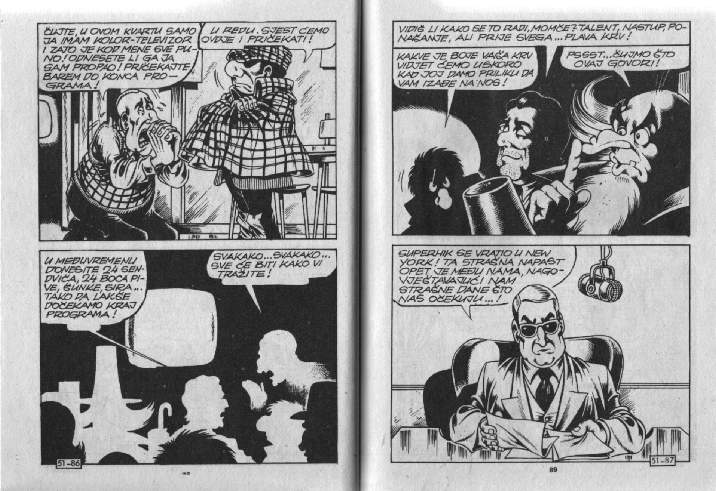 ČUJTE, U OVOM KVARTU SAMO
JA IMAM KOLOR-TELEVIZOR
I ZATO JE KOD MENE SVE PU-
NO! ODNESETE LI GA JA
SAM PROPAO! PRIČEKAJTE,
BAREM DO KONCA PRO-
GRAMA!
U REDU. SJEST ĆEMO
OVDJE I PRIČEKATI!
U MEĐUVREMENU
DONESITE 24 SEN-
DVIČA, 24 BOCA PI-
VE, ŠUNKE, SIRA...
TAKO DA LAKŠE
DOČEKAMO KRAJ
PROGRAMA!
SVAKAKO... SVAKAKO...
SVE ĆE BITI KAKO VI
TRAŽITE!
51-86
VIDIŠ LI KAKO SE TO RADI, MOMČE? TALENT, NASTUP, PO-
NAŠANJE, ALI PRIJE SVEGA... PLAVA KRV!
KAKVE JE BOJE VAŠA KRV
VIDJET ĆEMO USKORO
KAD JOJ DAMO PRILIKU DA
VAM IZAĐE NA NOS!
PSSST... ČUJMO ŠTO
OVAJ GOVORI!
SUPERHIK SE VRATIO U NEW
YORK! TA STRAŠNA NAPAST
OPET JE MEĐU NAMA, NAGO-
VJEŠTAVAJUĆI NAM
STRAŠNE DANE ŠTO
NAS OČEKUJU...!
89
51-87